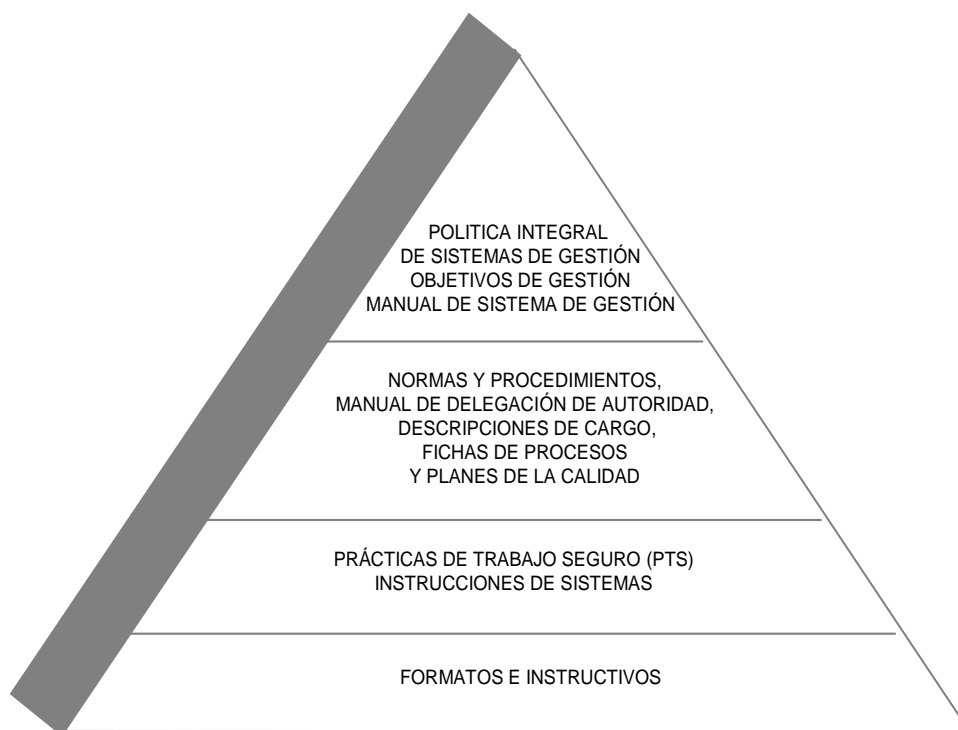 POLITICA INTEGRAL
DE SISTEMAS DE GESTIÓN
OBJETIVOS DE GESTIÓN
MANUAL DE SISTEMA DE GESTIÓN
NORMAS Y PROCEDIMIENTOS,
MANUAL DE DELEGACIÓN DE AUTORIDAD,
DESCRIPCIONES DE CARGO,
FICHAS DE PROCESOS
Y PLANES DE LA CALIDAD
PRÁCTICAS DE TRABAJO SEGURO (PTS)
INSTRUCCIONES DE SISTEMAS
FORMATOS E INSTRUCTIVOS